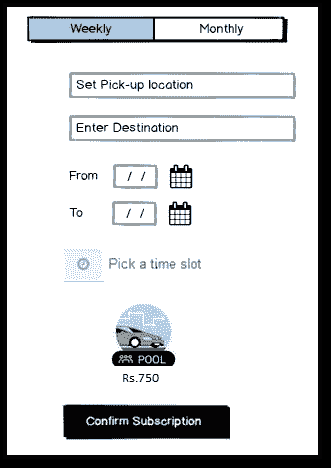 Weekly Monthly
Set Pick-up location
Enter Destination
From / /
To / /
Pick a time slot
POOL
Rs.750
Confirm Subscription